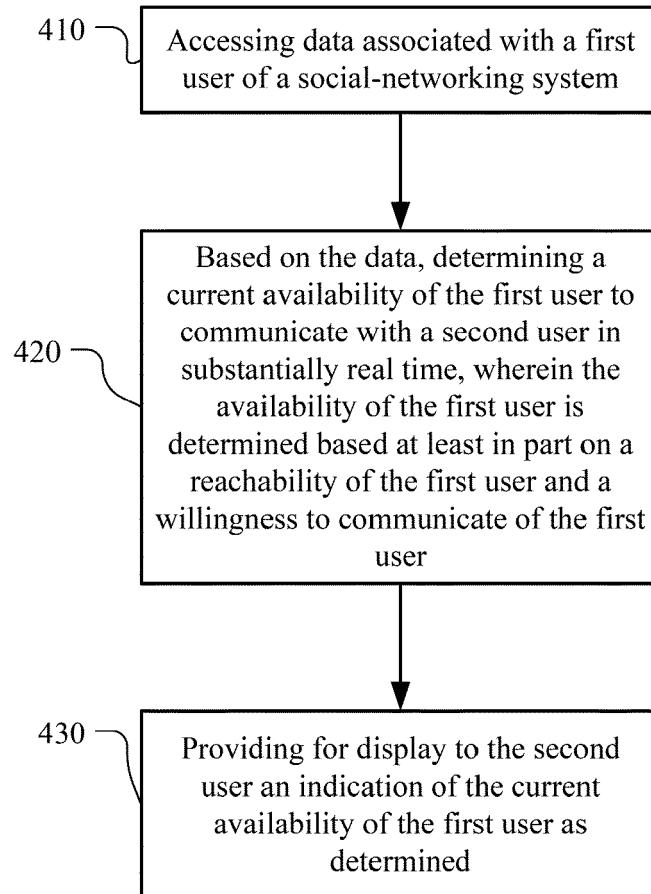 410
Accessing data associated with a first
user of a social-networking system
420
Based on the data, determining a
current availability of the first user to
communicate with a second user in
substantially real time, wherein the
availability of the first user is
determined based at least in part on a
reachability of the first user and a
willingness to communicate of the first
user
430
Providing for display to the second
user an indication of the current
availability of the first user as
determined